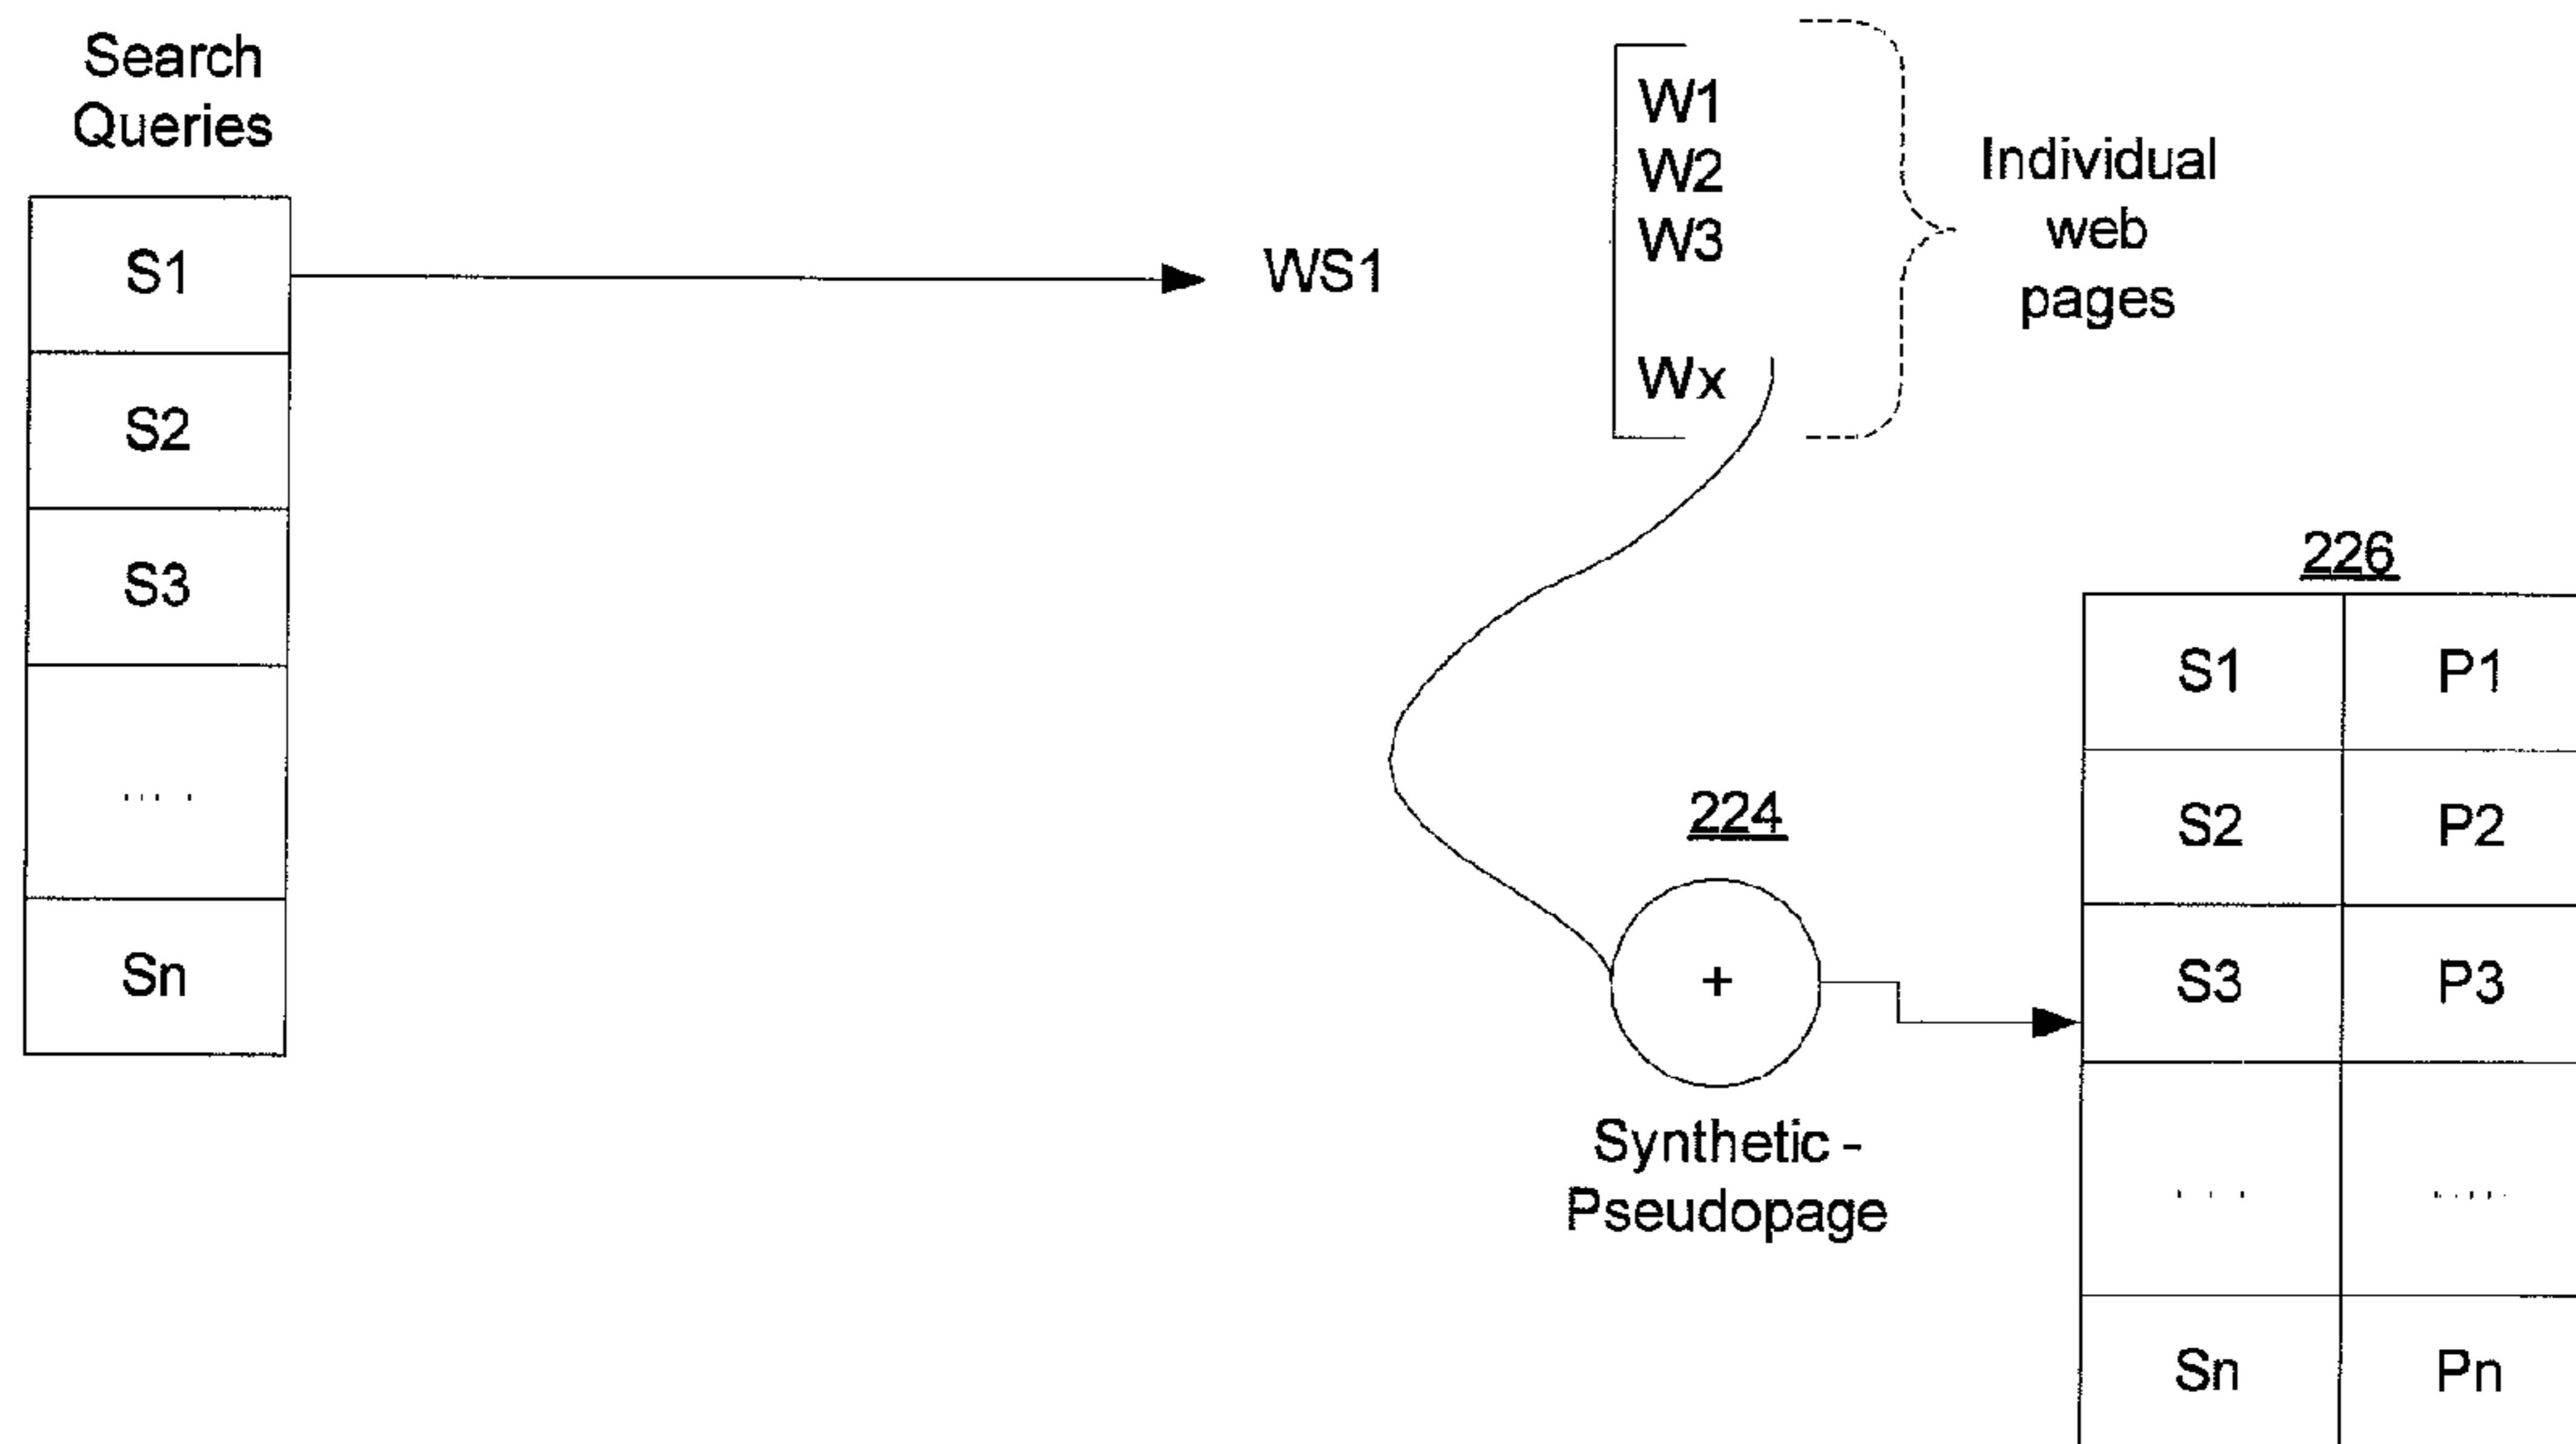 Search
Queries
S1
S2
S3
....
Sn
WS1
W1
W2
W3
Wx
Individual
web
pages
224
+
Synthetic -
Pseudopage
226
S1 P1
S2 P2
S3 P3
.... .....
Sn Pn